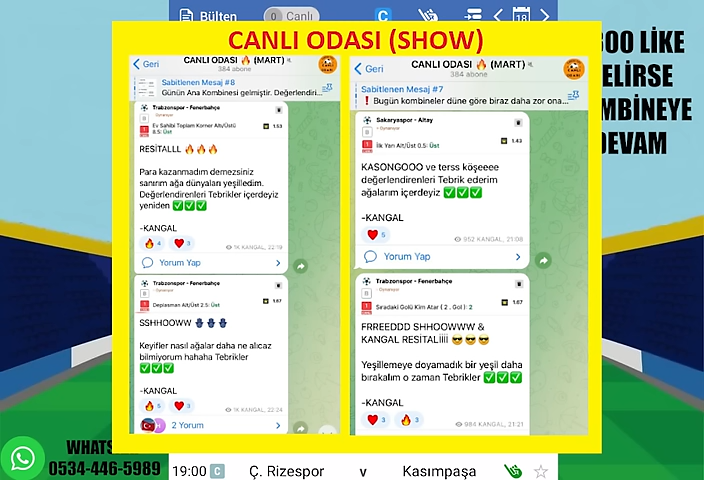 Bülten
0 Canlı
C
18
CANLI ODASI (SHOW)
Geri
CANLI ODASI 🔥 (MART)
384 abone
Sabitlenen Mesaj #8
Günün Ana Kombinesi gelmiştir. Değerlendiri...
Trabzonspor - Fenerbahçe
Ev Sahibi Toplam Korner Alt/Üstü
6.5: Üst
1.53
RESİTALLL 🔥🔥🔥
Para kazanmadım demezsiniz
sanırım ağa dünyaları yeşilledim.
Değerlendirenleri Tebrikler içerdeyiz
yeniden ✅✅✅
-KANGAL
🔥 4 ❤️ 3
1K KANGAL, 22:19
Yorum Yap
Trabzonspor - Fenerbahçe
Deplasman Alt/Üst 2.5: Üst
1.67
SSHHOOWW
Keyifler nasıl ağalar daha ne alıcaz
bilmiyorum hahaha Tebrikler
✅✅✅
-KANGAL
🔥 5 ❤️ 3
1K KANGAL, 22:24
2 Yorum
Geri
CANLI ODASI 🔥 (MART)
384 abone
Sabitlenen Mesaj #7
❗ Bugün kombineler düne göre biraz daha zor ona...
Sakaryaspor - Altay
İlk Yarı Alt/Üst 0.5: Üst
1.43
KASONGOOO ve terss köşeeee
değerlendirenleri Tebrik ederim
ağalarım içerdeyiz ✅✅✅
-KANGAL
❤️ 5
952 KANGAL, 21:08
Yorum Yap
Trabzonspor - Fenerbahçe
Sıradaki Golü Kim Atar ( 2 . Gol ): 2
1.87
FRREEDDD SHHOOWWW &
KANGAL RESİTALİİİİ 😎😎😎
Yeşillemeye doyamadık bir yeşil daha
bırakalım o zaman Tebrikler ✅✅✅
-KANGAL
❤️ 3 🔥 3
984 KANGAL, 21:21
300 LİKE
ELİRSE
MBİNEYE
DEVAM
WHATS
0534-446-5989
19:00 C Ç. Rizespor v Kasımpaşa